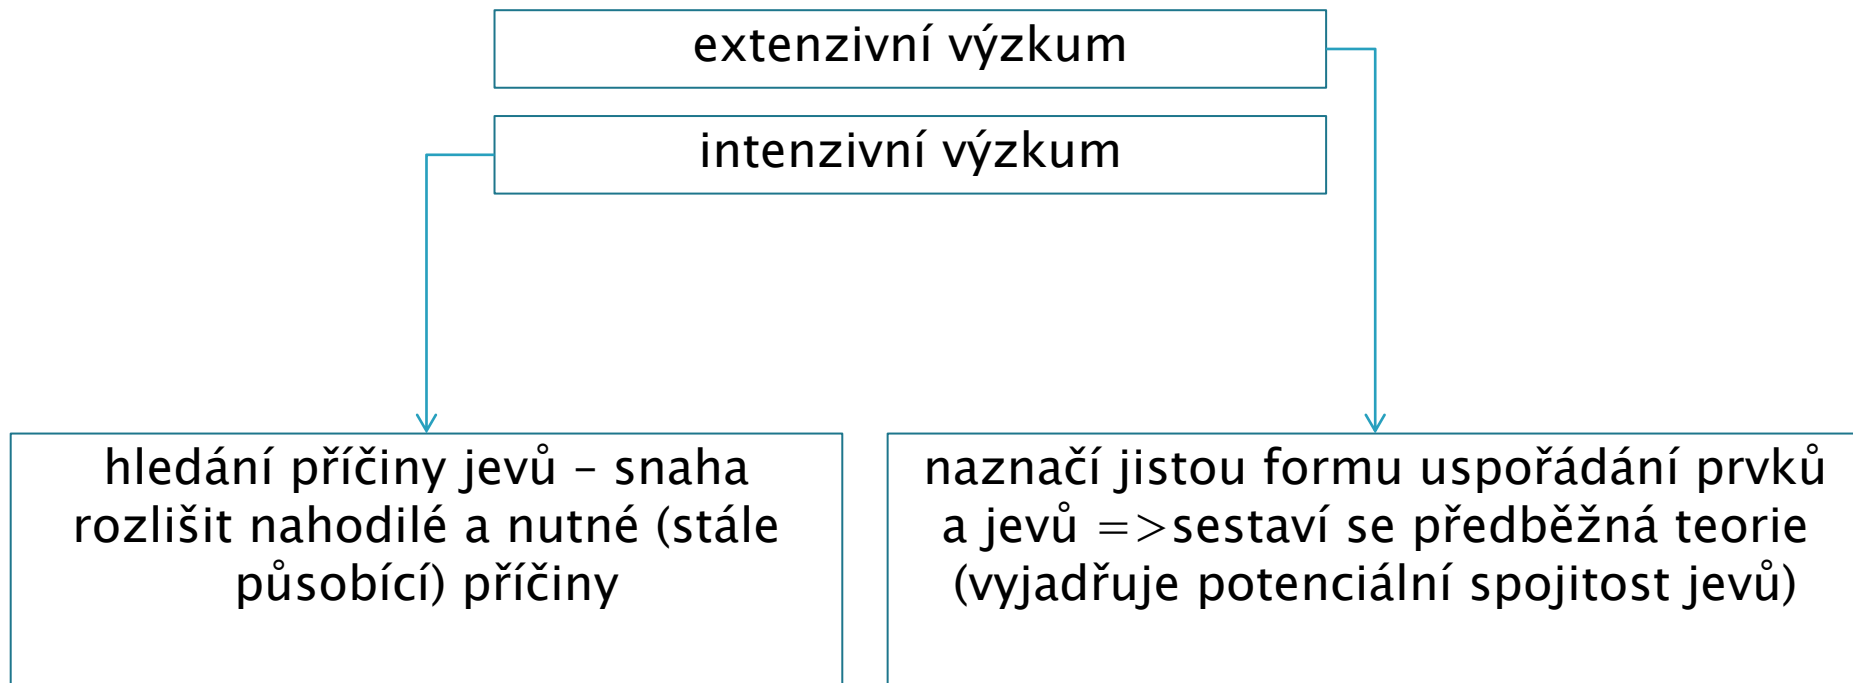 extenzivní výzkum
intenzivní výzkum
hledání příčiny jevů – snaha
rozlišit nahodilé a nutné (stále
působící) příčiny
naznačí jistou formu uspořádání prvků
a jevů =>sestaví se předběžná teorie
(vyjadřuje potenciální spojitost jevů)